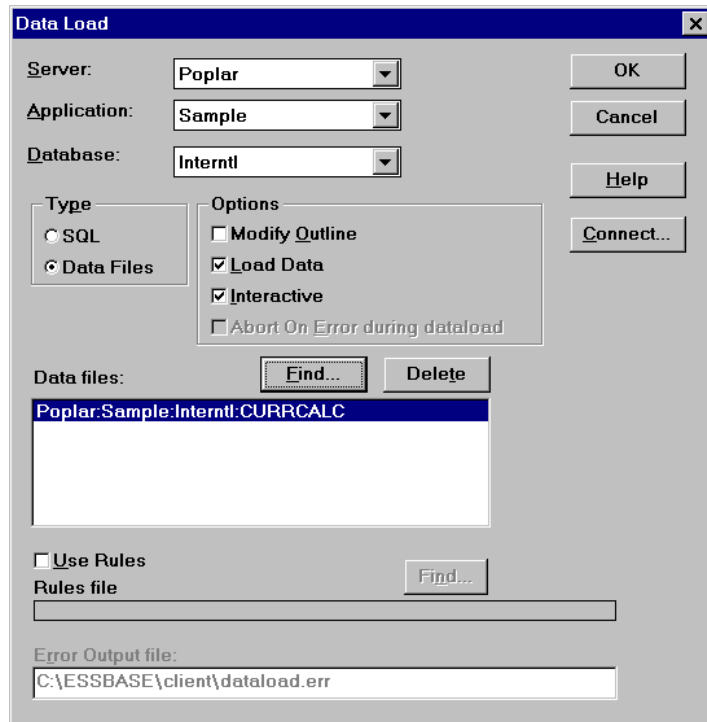 Data Load
Server: Poplar OK
Application: Sample Cancel
Database: Interntl
Help
Type Options
SQL Modify Outline Connect...
Data Files Load Data
Interactive
Abort On Error during dataload
Data files: Find... Delete
Poplar:Sample:Interntl:CURRCALC
Use Rules
Rules file Find...
Error Output file:
C:\ESSBASE\client\dataload.err